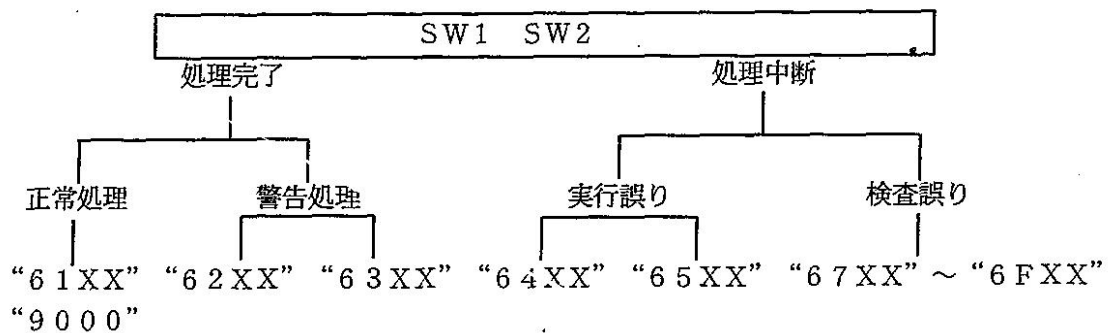 SW1 SW2
処理完了 処理中断
正常処理 警告処理 実行誤り 検査誤り
“61XX” “62XX” “63XX” “64XX” “65XX” “67XX” ~ “6FXX”
“9000”